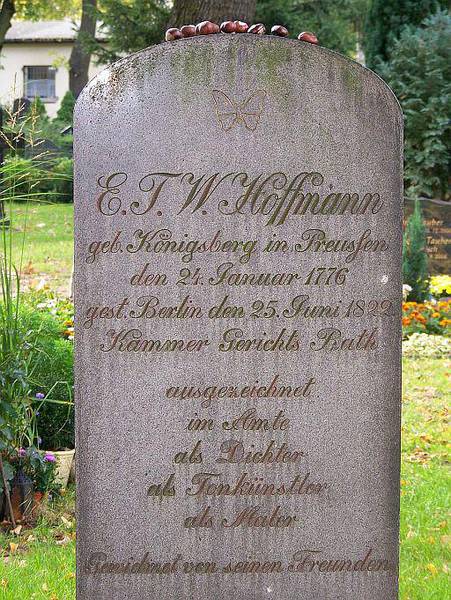 E. T. W. Hoffmann
geb. Königsberg in Preussen
den 24. Januar 1776
gest. Berlin den 25. Juni 1822
Kammer Gerichts Rath
ausgezeichnet
im Amte
als Dichter
als Tonkünstler
als Maler
Gewidmet von seinen Freunden